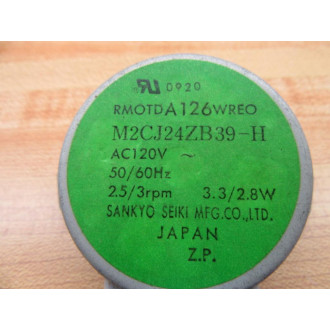 RU 0920
RMOTDA126WREO
M2CJ24ZB39-H
AC120V ~
50/60Hz
2.5/3rpm 3.3/2.8W
SANKYO SEIKI MFG.CO.,LTD.
JAPAN
Z.P.